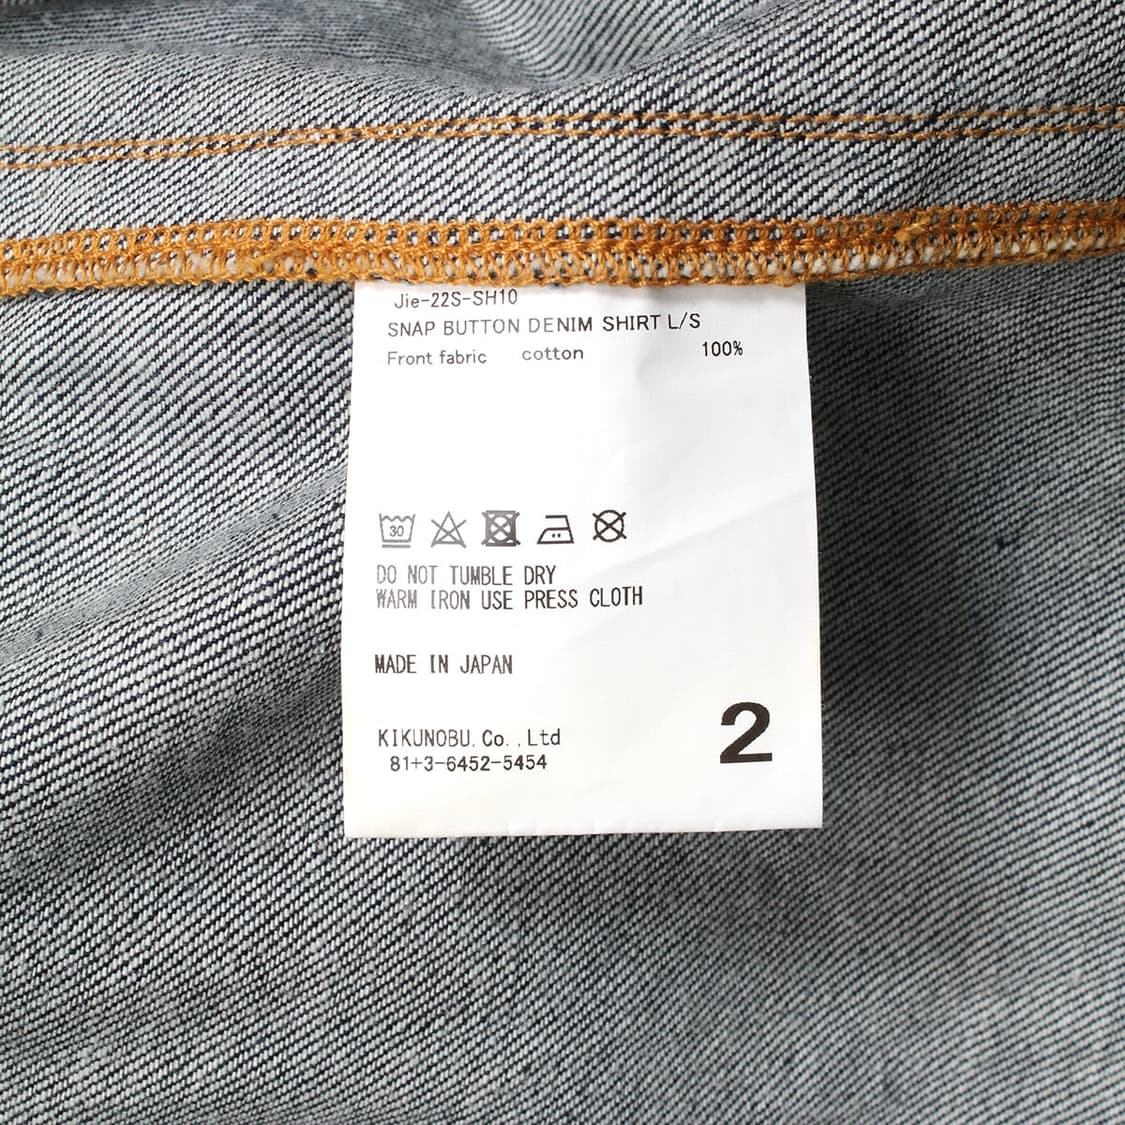 Jie-22S-SH10
SNAP BUTTON DENIM SHIRT L/S
Front fabric cotton 100%
30
DO NOT TUMBLE DRY
WARM IRON USE PRESS CLOTH
MADE IN JAPAN
KIKUNOBU.Co.,Ltd
81+3-6452-5454
2